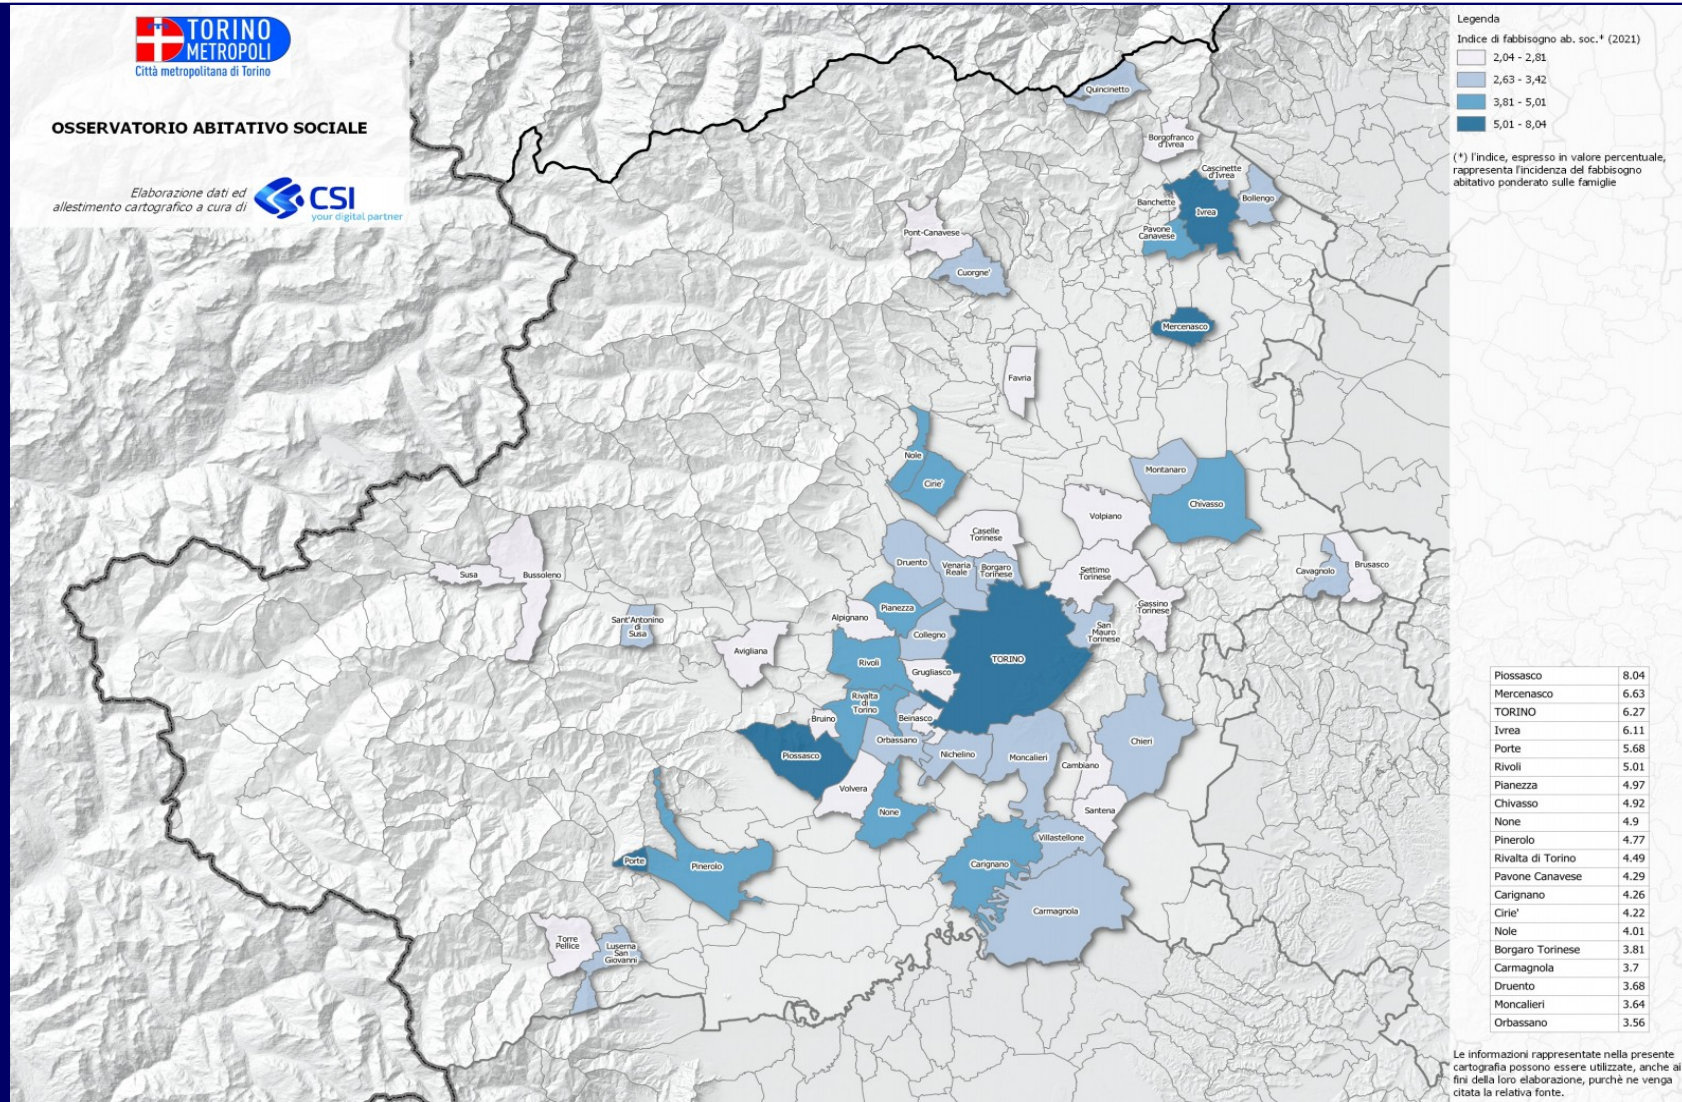 TORINO
METROPOLI
Città metropolitana di Torino
OSSERVATORIO ABITATIVO SOCIALE
Elaborazione dati ed
allestimento cartografico a cura di
CSI
your digital partner
Legenda
Indice di fabbisogno ab. soc.* (2021)
2,04 - 2,81
2,63 - 3,42
3,81 - 5,01
5,01 - 8,04
(*) l'indice, espresso in valore percentuale,
rappresenta l'incidenza del fabbisogno
abitativo ponderato sulle famiglie
Quincinetto
Borgofranco
d'Ivrea
Cascinette
d'Ivrea
Banchette
Ivrea
Bollengo
Pavone
Canavese
Pont-Canavese
Cuorgne'
Mercenasco
Favria
Nole
Cirie'
Montanaro
Chivasso
Volpiano
Caselle
Torinese
Druento
Venaria
Reale
Borgaro
Torinese
Settimo
Torinese
Cavagnolo
Brusasco
Susa
Bussoleno
Sant'Antonino
di
Susa
Avigliana
Alpignano
Pianezza
Collegno
Gassino
Torinese
San
Mauro
Torinese
TORINO
Rivoli
Grugliasco
Rivalta
di
Torino
Bruino
Beinasco
Orbassano
Piossasco
Nichelino
Moncalieri
Cambiano
Chieri
Volvera
None
Santena
Villastellone
Porte
Pinerolo
Carignano
Carmagnola
Torre
Pellice
Luserna
San
Giovanni
Piossasco 8.04
Mercenasco 6.63
TORINO 6.27
Ivrea 6.11
Porte 5.68
Rivoli 5.01
Pianezza 4.97
Chivasso 4.92
None 4.9
Pinerolo 4.77
Rivalta di Torino 4.49
Pavone Canavese 4.29
Carignano 4.26
Cirie' 4.22
Nole 4.01
Borgaro Torinese 3.81
Carmagnola 3.7
Druento 3.68
Moncalieri 3.64
Orbassano 3.56
Le informazioni rappresentate nella presente
cartografia possono essere utilizzate, anche ai
fini della loro elaborazione, purchè ne venga
citata la relativa fonte.